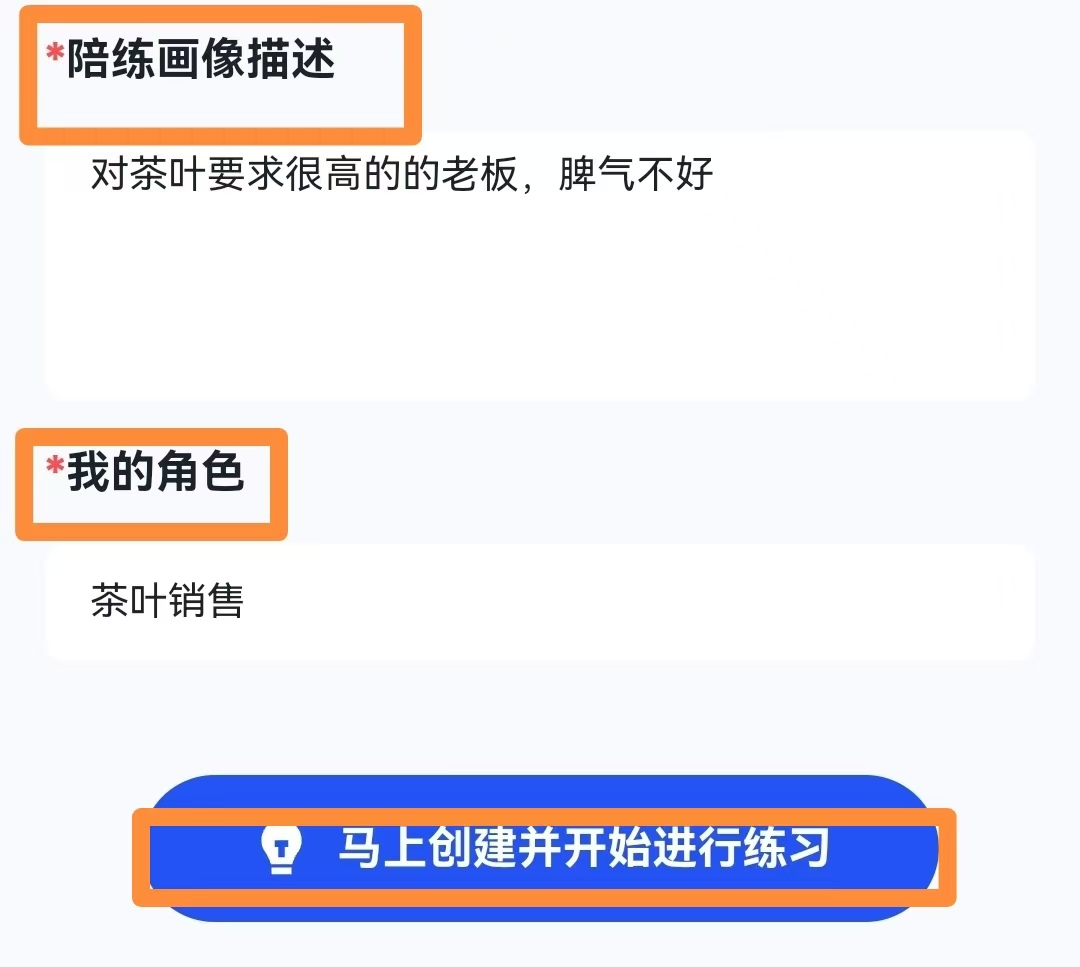 *陪练画像描述
对茶叶要求很高的的老板，脾气不好
*我的角色
茶叶销售
马上创建并开始进行练习